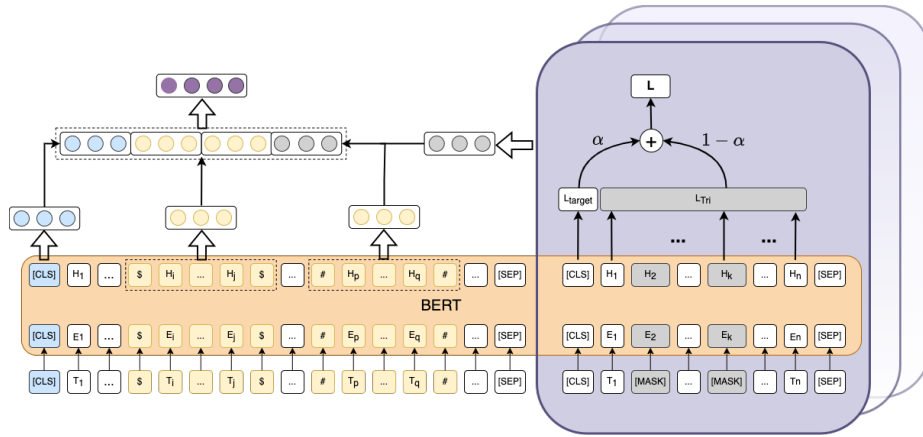 L
α + 1 − α
L_target L_Tri
... ...
[CLS] H1 ... $ Hi ... Hj $ ... # Hp ... Hq # ... [SEP] [CLS] H1 H2 ... Hk ... Hn [SEP]
BERT
[CLS] E1 ... $ Ei ... Ej $ ... # Ep ... Eq # ... [SEP] [CLS] E1 E2 ... Ek ... En [SEP]
[CLS] T1 ... $ Ti ... Tj $ ... # Tp ... Tq # ... [SEP] [CLS] T1 [MASK] ... [MASK] ... Tn [SEP]